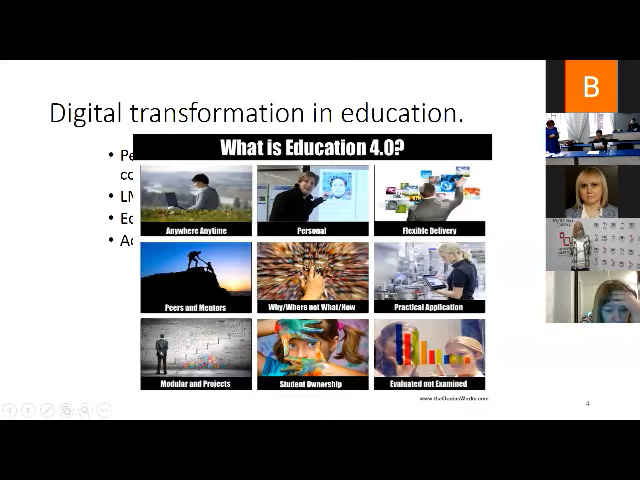 Digital transformation in education.
What is Education 4.0?
Anywhere Anytime
Personal
Flexible Delivery
Peers and Mentors
Why/Where not What/How
Practical Application
Modular and Projects
Student Ownership
Evaluated not Examined
www.theGeniusWorks.com
4
B